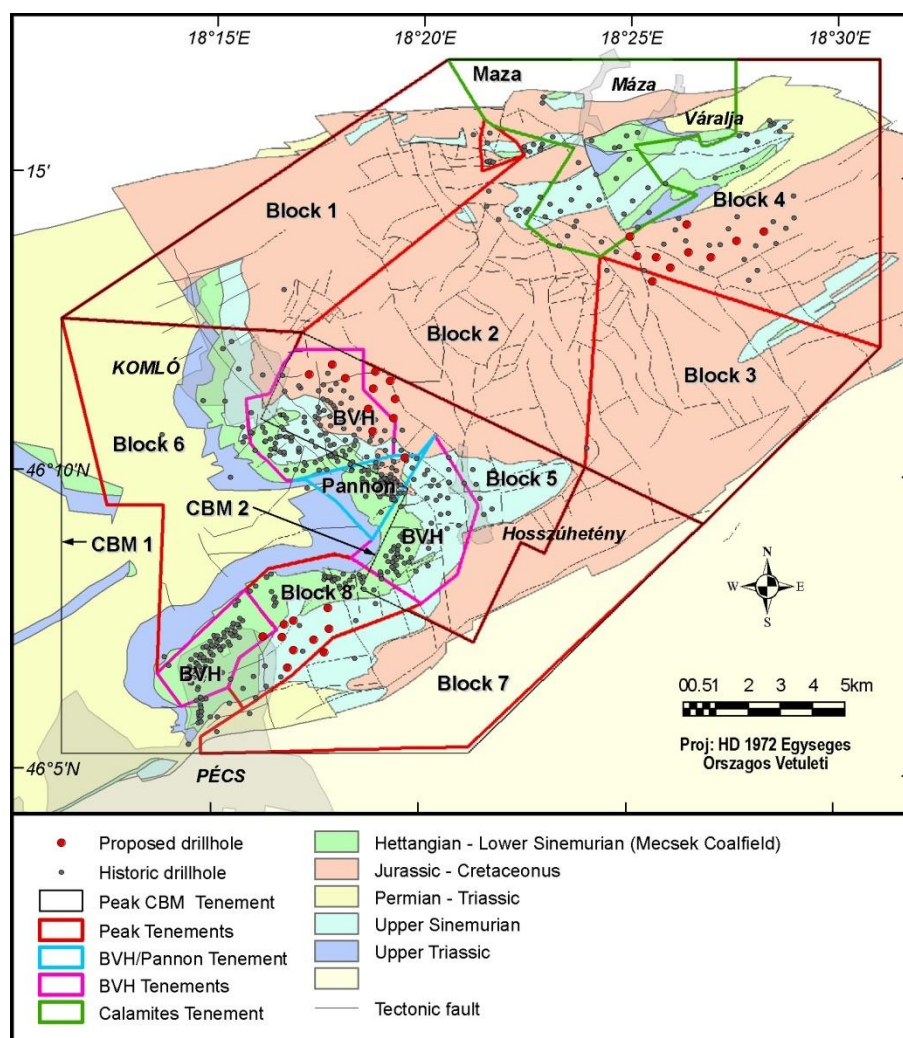 18°15'E
18°20'E
18°25'E
18°30'E
Maza
Máza
Váralja
15'
Block 1
Block 4
Block 2
KOMLÓ
Block 3
BVH
Block 6
46°10'N
Pannon
Block 5
CBM 2
BVH
Hosszúhetény
CBM 1
N
W
E
S
Block 8
BVH
Block 7
00.51 2 3 4 5km
Proj: HD 1972 Egyseges
Orszagos Vetuleti
46°5'N
PÉCS
Proposed drillhole
Historic drillhole
Peak CBM Tenement
Peak Tenements
BVH/Pannon Tenement
BVH Tenements
Calamites Tenement
Hettangian - Lower Sinemurian (Mecsek Coalfield)
Jurassic - Cretaceonus
Permian - Triassic
Upper Sinemurian
Upper Triassic
Tectonic fault